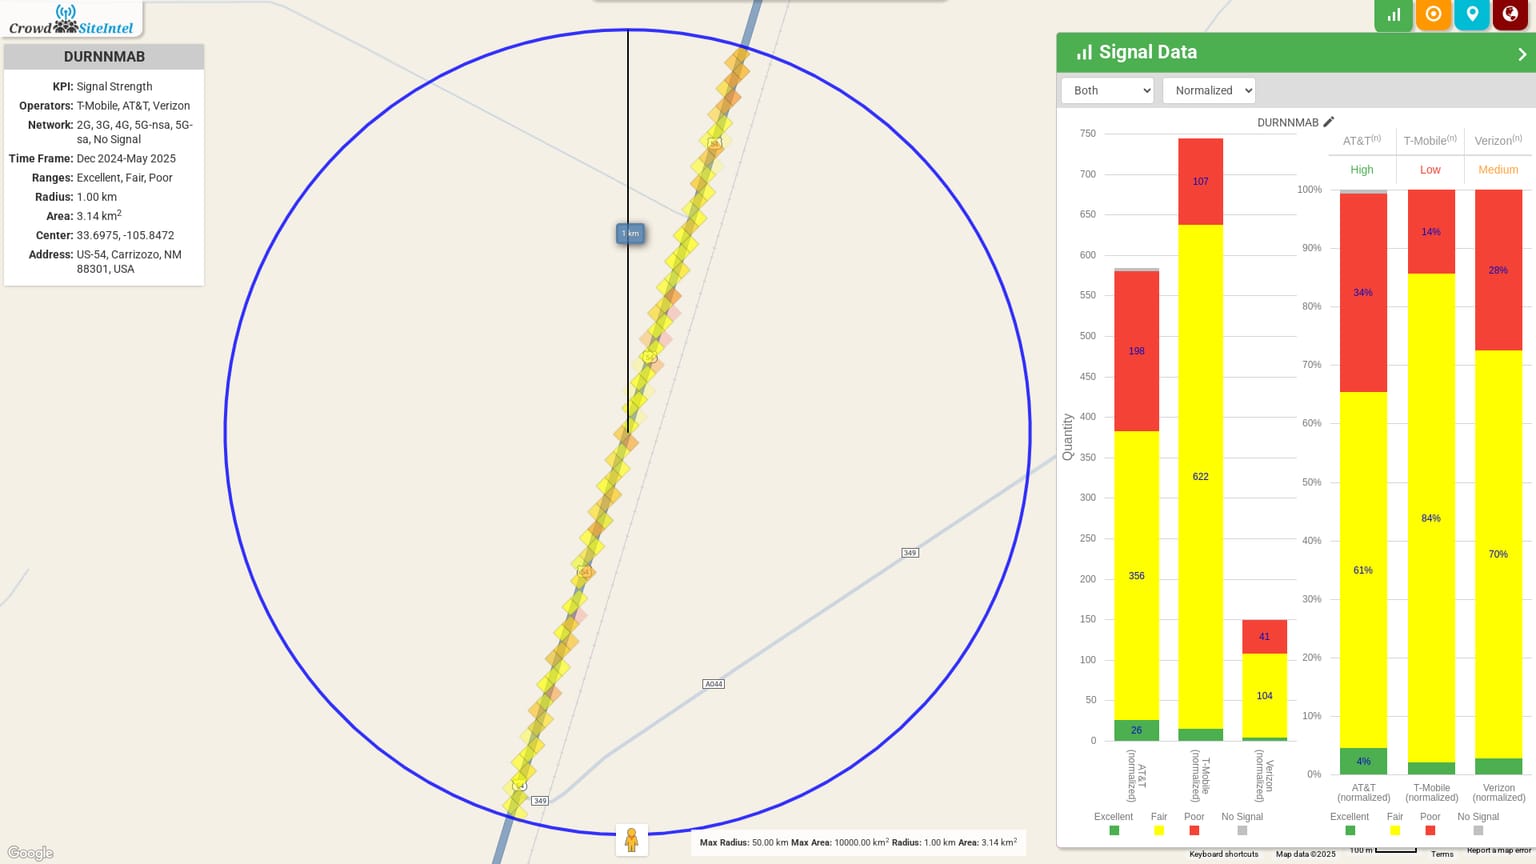 Crowd SiteIntel
DURNNMAB
KPI: Signal Strength
Operators: T-Mobile, AT&T, Verizon
Network: 2G, 3G, 4G, 5G-nsa, 5G-
sa, No Signal
Time Frame: Dec 2024-May 2025
Ranges: Excellent, Fair, Poor
Radius: 1.00 km
Area: 3.14 km2
Center: 33.6975, -105.8472
Address: US-54, Carrizozo, NM
88301, USA
54
1 km
54
54
54
349
A044
349
Google
Max Radius: 50.00 km Max Area: 10000.00 km2 Radius: 1.00 km Area: 3.14 km2
Signal Data
Both
Normalized
DURNNMAB
Quantity
750
700
650
600
550
500
450
400
350
300
250
200
150
100
50
0
198
356
26
107
622
41
104
AT&T
(normalized)
T-Mobile
(normalized)
Verizon
(normalized)
Excellent Fair Poor No Signal
AT&T(n) T-Mobile(n) Verizon(n)
High Low Medium
100%
90%
80%
70%
60%
50%
40%
30%
20%
10%
0%
34%
61%
4%
14%
84%
28%
70%
AT&T
(normalized)
T-Mobile
(normalized)
Verizon
(normalized)
Excellent Fair Poor No Signal
Keyboard shortcuts Map data ©2025 100 m Terms Report a map error